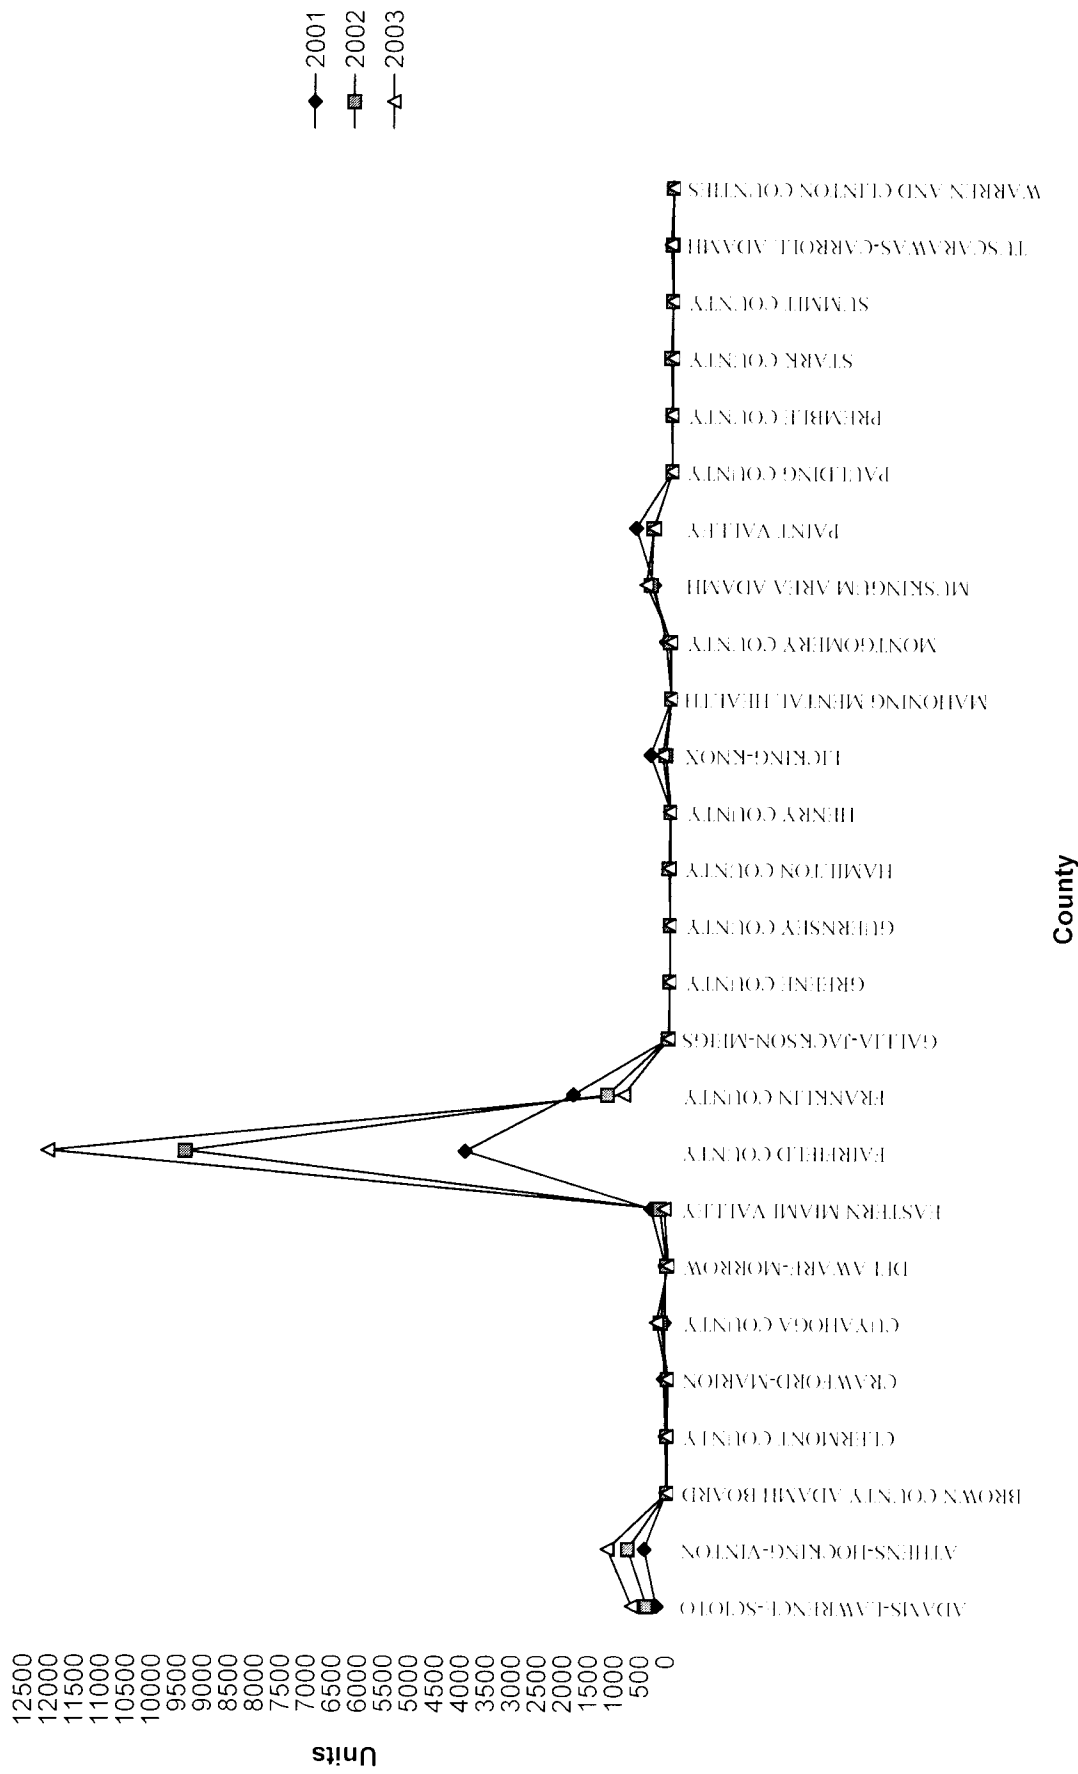 2001
2002
2003
12500
12000
11500
11000
10500
10000
9500
9000
8500
8000
7500
7000
6500
6000
5500
5000
4500
4000
3500
3000
2500
2000
1500
1000
500
0
Units
ADAMS-LAWRENCE-SCIOTO
ATHENS-HOCKING-VINTON
BROWN COUNTY ADAMH BOARD
CLERMONT COUNTY
CRAWFORD-MARION
CUYAHOGA COUNTY
DELAWARE-MORROW
EASTERN MIAMI VALLEY
FAIRFIELD COUNTY
FRANKLIN COUNTY
GALLIA-JACKSON-MEIGS
GREENE COUNTY
GUERNSEY COUNTY
HAMILTON COUNTY
HENRY COUNTY
LICKING-KNOX
MAHONING MENTAL HEALTH
MONTGOMERY COUNTY
MUSKINGUM AREA ADAMH
PAINT VALLEY
PAULDING COUNTY
PREMBLE COUNTY
STARK COUNTY
SUMMIT COUNTY
TUSCARAWAS-CARROLL ADAMH
WARREN AND CLINTON COUNTIES
County